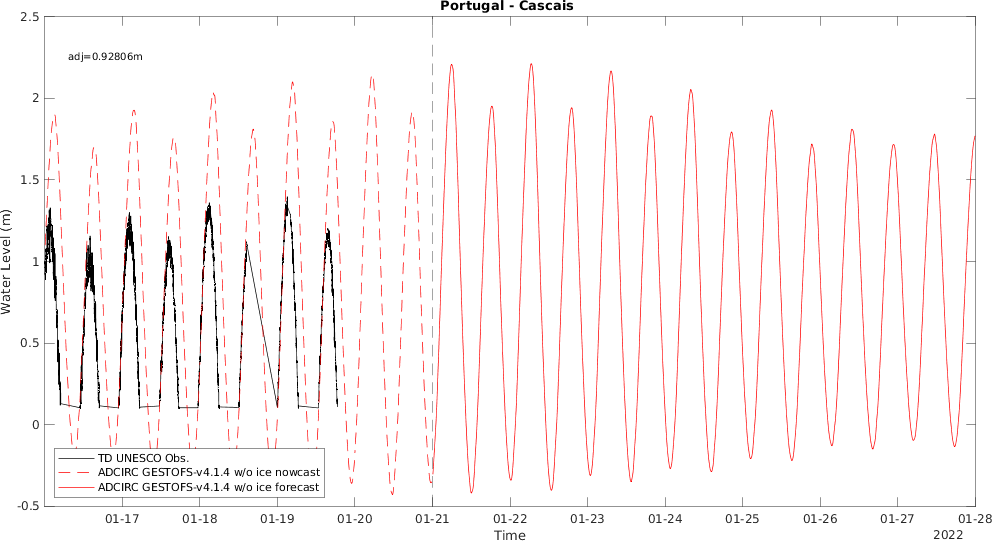 Portugal - Cascais
2.5
adj=0.92806m
2
1.5
1
0.5
0
-0.5
Water Level (m)
TD UNESCO Obs.
ADCIRC GESTOFS-v4.1.4 w/o ice nowcast
ADCIRC GESTOFS-v4.1.4 w/o ice forecast
01-17 01-18 01-19 01-20 01-21 01-22 01-23 01-24 01-25 01-26 01-27 01-28
Time
2022